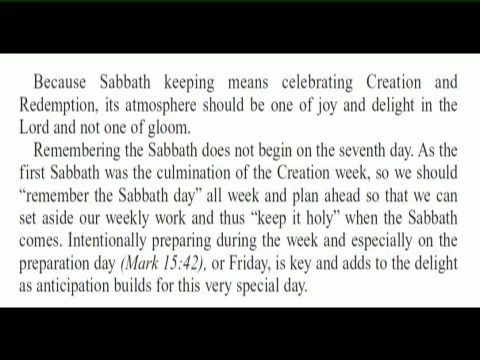 Because Sabbath keeping means celebrating Creation and
Redemption, its atmosphere should be one of joy and delight in the
Lord and not one of gloom.
Remembering the Sabbath does not begin on the seventh day. As the
first Sabbath was the culmination of the Creation week, so we should
“remember the Sabbath day” all week and plan ahead so that we can
set aside our weekly work and thus “keep it holy” when the Sabbath
comes. Intentionally preparing during the week and especially on the
preparation day (Mark 15:42), or Friday, is key and adds to the delight
as anticipation builds for this very special day.